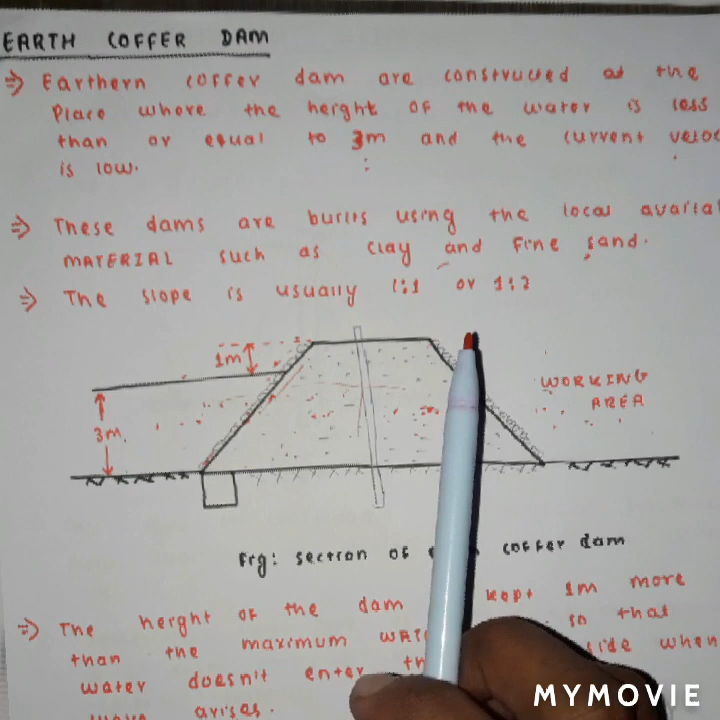 EARTH COFFER DAM
⇒ Earthern coffer dam are constructed at the
place where the height of the water is less
than or equal to 3m and the current
is low.
⇒ These dams are builts using the local
MATERIAL such as clay and fine sand.
⇒ The slope is usually 1:1 or 1:2
1m
WORKING
AREA
3m
Fig: section of coffer dam
⇒ The height of the dam kept 1m more
than the maximum so that
water doesn't enter side when
arises.
MYMOVIE